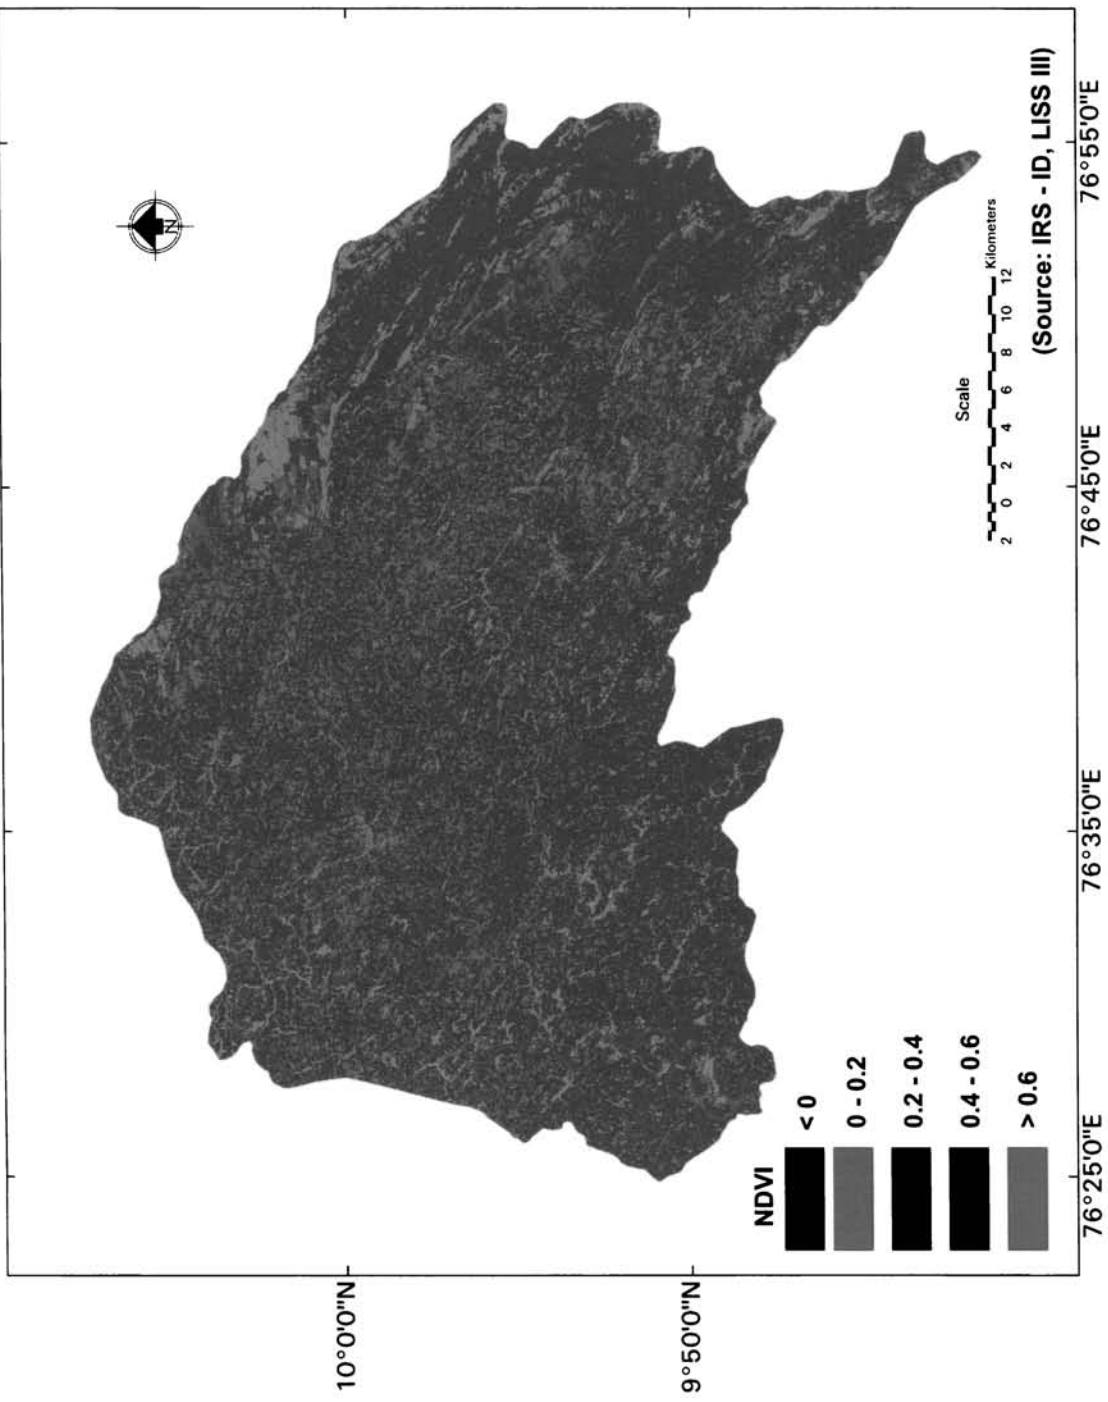 N
10°0'0"N
9°50'0"N
76°25'0"E
76°35'0"E
76°45'0"E
76°55'0"E
NDVI
< 0
0 - 0.2
0.2 - 0.4
0.4 - 0.6
> 0.6
Scale
2 0 2 4 6 8 10 12 Kilometers
(Source: IRS - ID, LISS III)